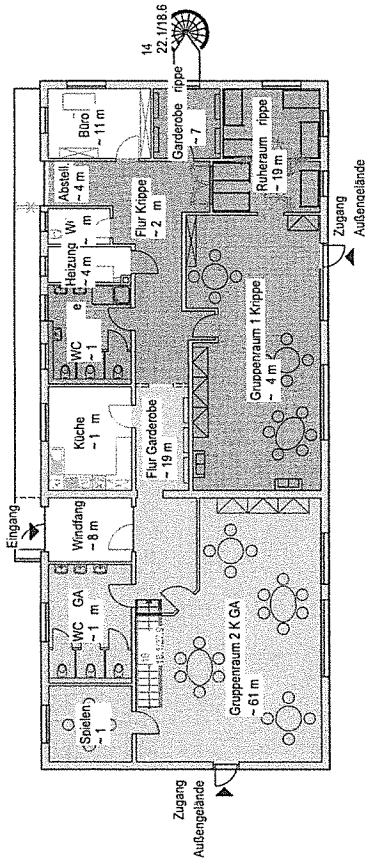 Eingang
Spielen
~ 1
WC GA
~ 1 m
Windfang
~ 8 m
Küche
~ 1 m
WC e
~ 1
Heizung
~ 4 m
W
m
Abstell.
~ 4 m
Büro
~ 11 m
14
22.1/18.6
Garderobe rippe
~ 7
Flur Krippe
~ 2 m
Flur Garderobe
~ 19 m
Ruheraum rippe
~ 19 m
Gruppenraum 1 Krippe
~ 4 m
Gruppenraum 2 K GA
~ 61 m
Zugang
Außengelände
Zugang
Außengelände